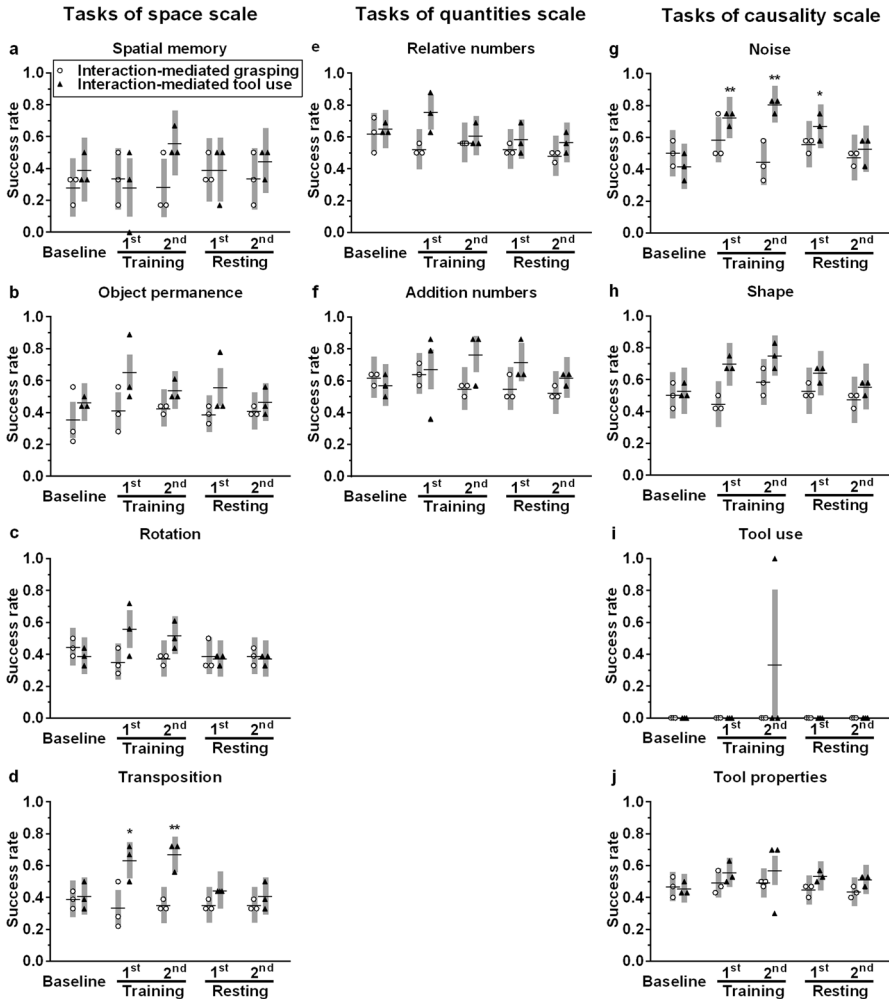 Tasks of space scale
Tasks of quantities scale
Tasks of causality scale
a
Spatial memory
Interaction-mediated grasping
Interaction-mediated tool use
Success rate
1.0
0.8
0.6
0.4
0.2
0.0
Baseline
1st
2nd
1st
2nd
Training
Resting
e
Relative numbers
Success rate
1.0
0.8
0.6
0.4
0.2
0.0
Baseline
1st
2nd
1st
2nd
Training
Resting
g
Noise
**
**
*
Success rate
1.0
0.8
0.6
0.4
0.2
0.0
Baseline
1st
2nd
1st
2nd
Training
Resting
b
Object permanence
Success rate
1.0
0.8
0.6
0.4
0.2
0.0
Baseline
1st
2nd
1st
2nd
Training
Resting
f
Addition numbers
Success rate
1.0
0.8
0.6
0.4
0.2
0.0
Baseline
1st
2nd
1st
2nd
Training
Resting
h
Shape
Success rate
1.0
0.8
0.6
0.4
0.2
0.0
Baseline
1st
2nd
1st
2nd
Training
Resting
c
Rotation
Success rate
1.0
0.8
0.6
0.4
0.2
0.0
Baseline
1st
2nd
1st
2nd
Training
Resting
i
Tool use
Success rate
1.0
0.8
0.6
0.4
0.2
0.0
Baseline
1st
2nd
1st
2nd
Training
Resting
d
Transposition
*
**
Success rate
1.0
0.8
0.6
0.4
0.2
0.0
Baseline
1st
2nd
1st
2nd
Training
Resting
j
Tool properties
Success rate
1.0
0.8
0.6
0.4
0.2
0.0
Baseline
1st
2nd
1st
2nd
Training
Resting